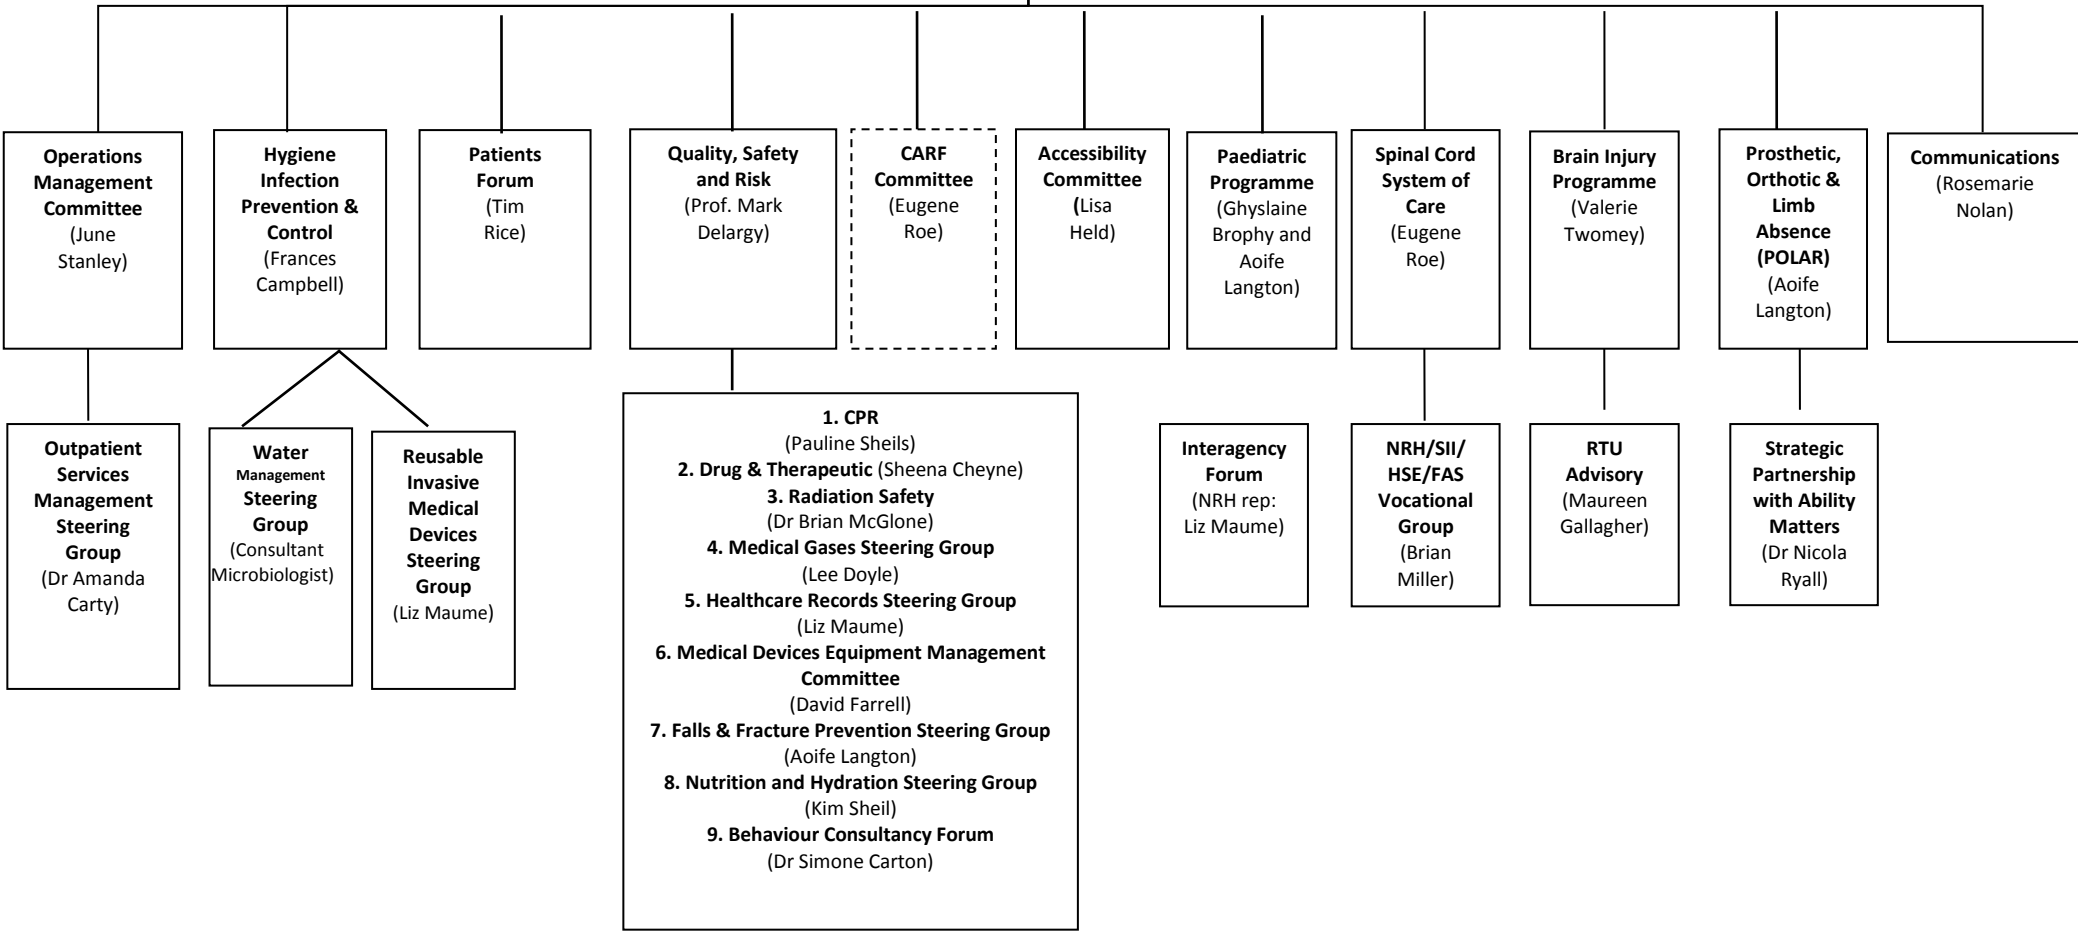 Operations
Management
Committee
(June
Stanley)
Hygiene
Infection
Prevention &
Control
(Frances
Campbell)
Patients
Forum
(Tim
Rice)
Quality, Safety
and Risk
(Prof. Mark
Delargy)
CARF
Committee
(Eugene
Roe)
Accessibility
Committee
(Lisa
Held)
Paediatric
Programme
(Ghyslaine
Brophy and
Aoife
Langton)
Spinal Cord
System of
Care
(Eugene
Roe)
Brain Injury
Programme
(Valerie
Twomey)
Prosthetic,
Orthotic &
Limb
Absence
(POLAR)
(Aoife
Langton)
Communications
(Rosemarie
Nolan)
Outpatient
Services
Management
Steering
Group
(Dr Amanda
Carty)
Water
Management
Steering
Group
(Consultant
Microbiologist)
Reusable
Invasive
Medical
Devices
Steering
Group
(Liz Maume)
1. CPR
(Pauline Sheils)
2. Drug & Therapeutic (Sheena Cheyne)
3. Radiation Safety
(Dr Brian McGlone)
4. Medical Gases Steering Group
(Lee Doyle)
5. Healthcare Records Steering Group
(Liz Maume)
6. Medical Devices Equipment Management
Committee
(David Farrell)
7. Falls & Fracture Prevention Steering Group
(Aoife Langton)
8. Nutrition and Hydration Steering Group
(Kim Sheil)
9. Behaviour Consultancy Forum
(Dr Simone Carton)
Interagency
Forum
(NRH rep:
Liz Maume)
NRH/SII/
HSE/FAS
Vocational
Group
(Brian
Miller)
RTU
Advisory
(Maureen
Gallagher)
Strategic
Partnership
with Ability
Matters
(Dr Nicola
Ryall)